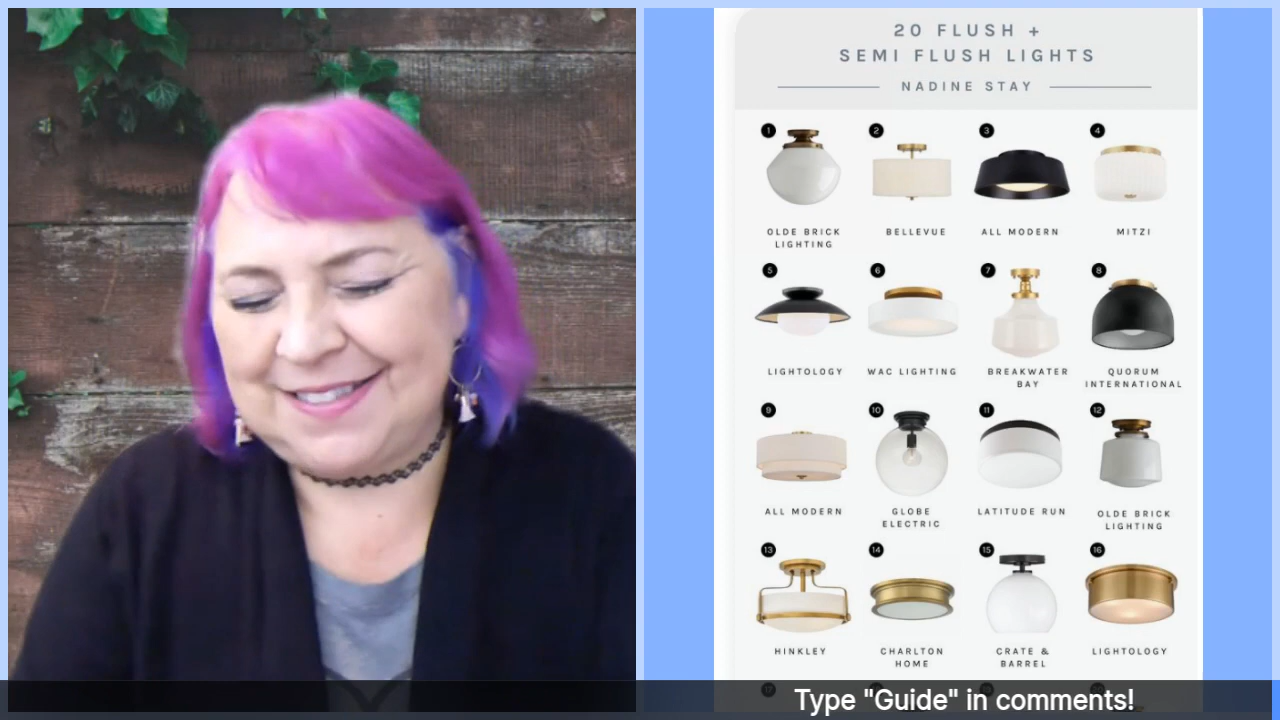 20 FLUSH +
SEMI FLUSH LIGHTS
NADINE STAY
1
2
3
4
OLDE BRICK
LIGHTING
BELLEVUE
ALL MODERN
MITZI
5
6
7
8
LIGHTOLOGY
WAC LIGHTING
BREAKWATER
BAY
QUORUM
INTERNATIONAL
9
10
11
12
ALL MODERN
GLOBE
ELECTRIC
LATITUDE RUN
OLDE BRICK
LIGHTING
13
14
15
16
HINKLEY
CHARLTON
HOME
CRATE &
BARREL
LIGHTOLOGY
17
Type "Guide" in comments!